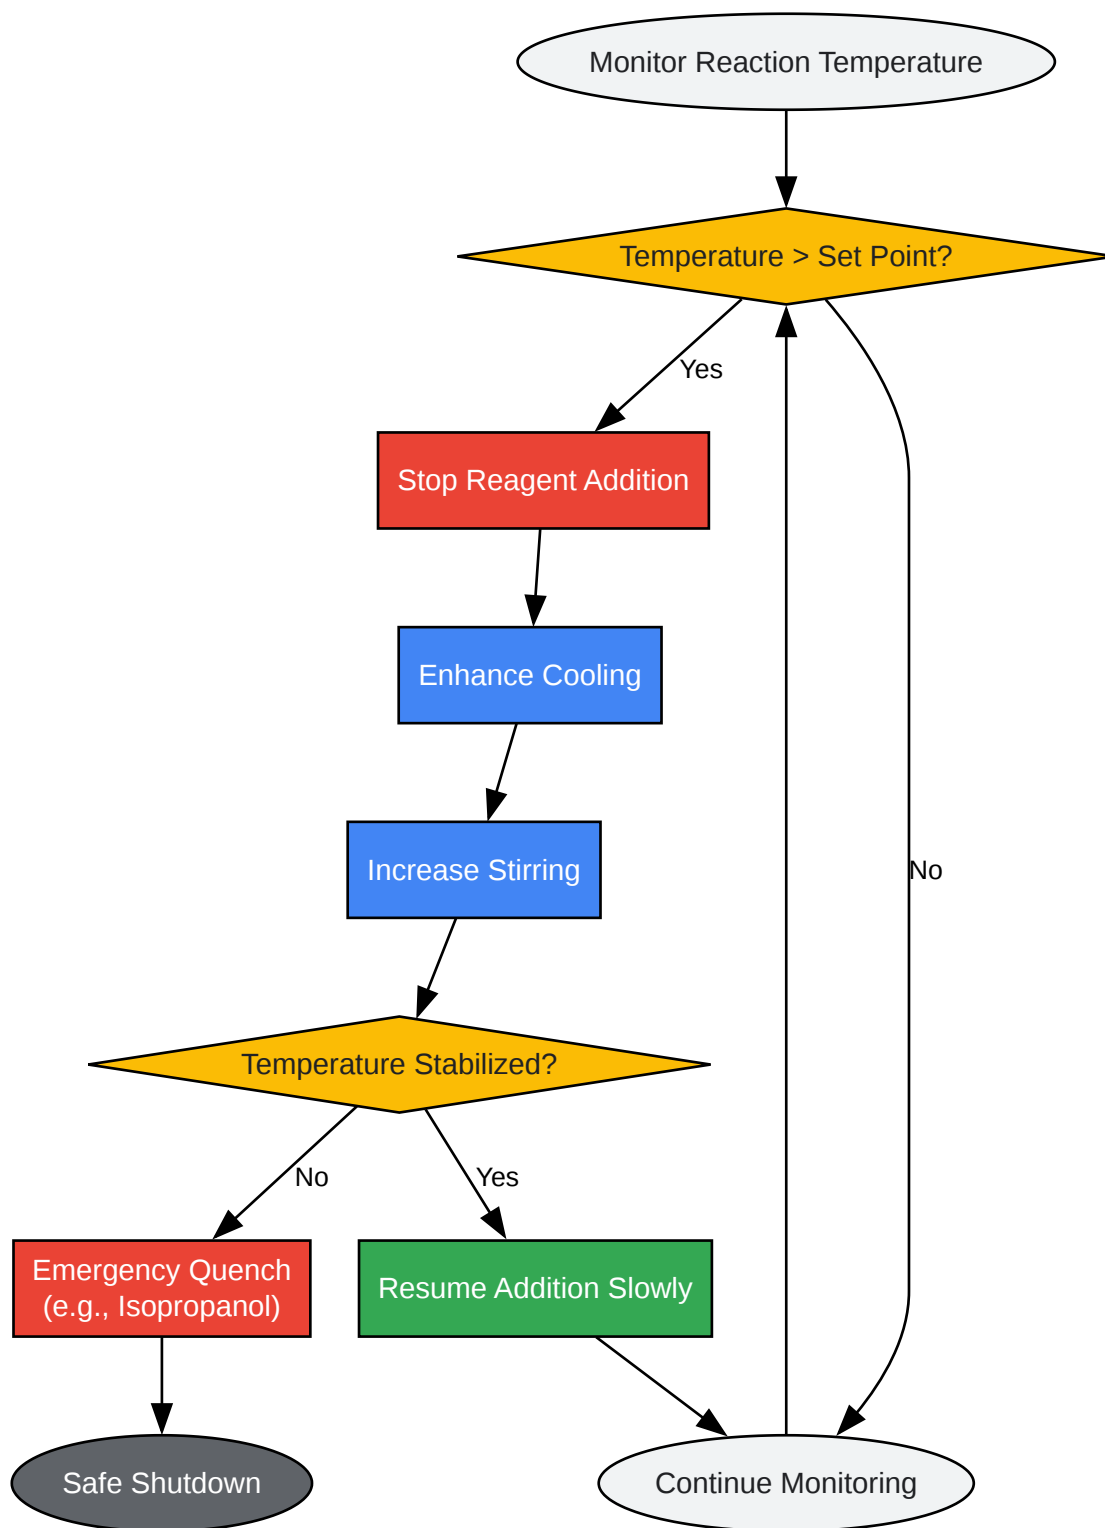 Monitor Reaction Temperature
Temperature > Set Point?
Yes
Stop Reagent Addition
Enhance Cooling
Increase Stirring
No
Temperature Stabilized?
No
Yes
Emergency Quench
(e.g., Isopropanol)
Resume Addition Slowly
Safe Shutdown
Continue Monitoring